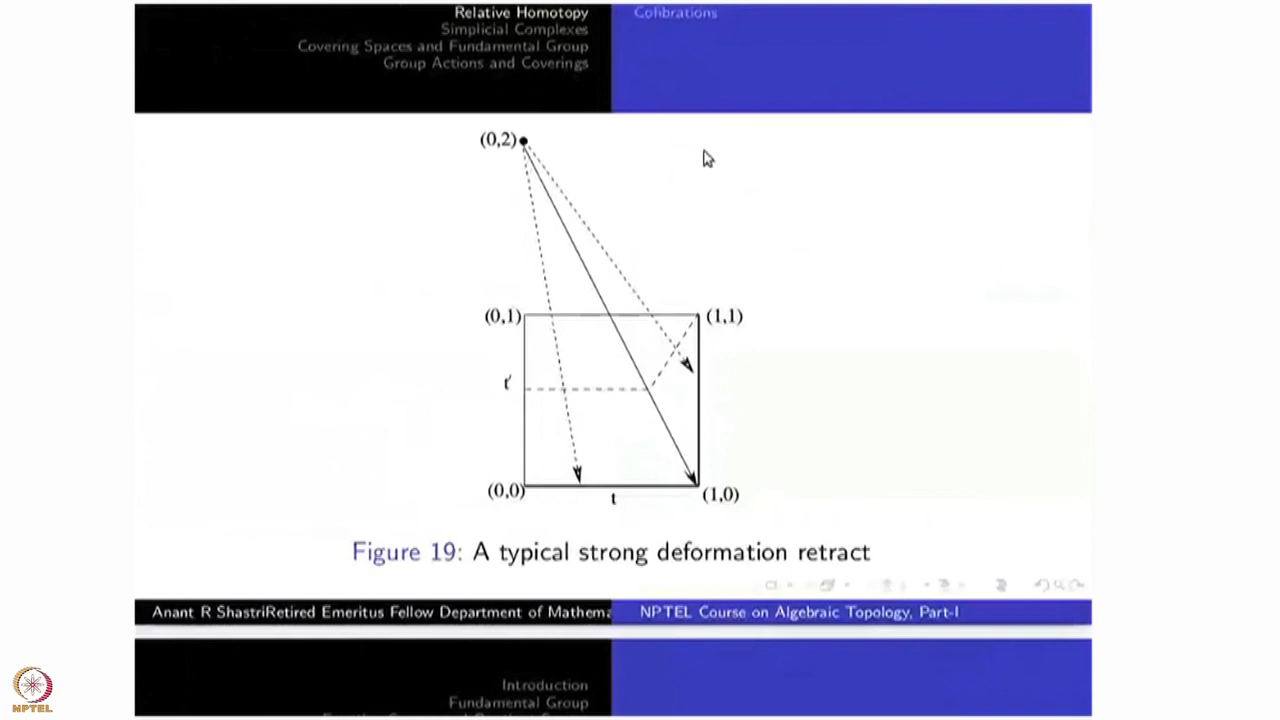 Relative Homotopy
Simplicial Complexes
Covering Spaces and Fundamental Group
Group Actions and Coverings
Cofibrations
(0,2)
(0,1)
(1,1)
t'
(0,0)
t
(1,0)
Figure 19: A typical strong deformation retract
Anant R ShastriRetired Emeritus Fellow Department of Mathema
NPTEL Course on Algebraic Topology, Part-I
Introduction
Fundamental Group
NPTEL